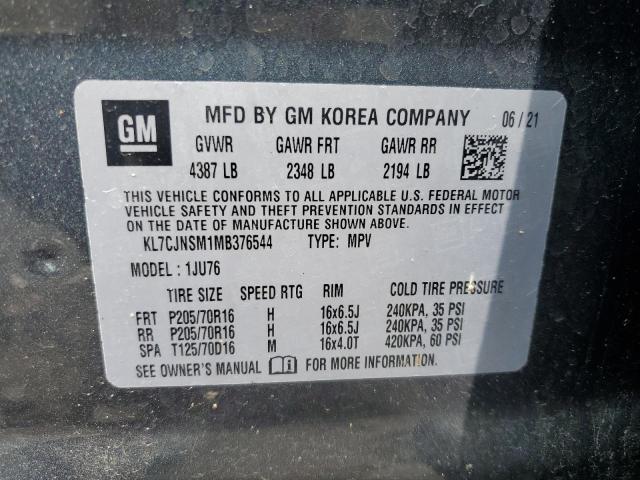 GM
MFD BY GM KOREA COMPANY 06/21
GVWR GAWR FRT GAWR RR
4387 LB 2348 LB 2194 LB
THIS VEHICLE CONFORMS TO ALL APPLICABLE U.S. FEDERAL MOTOR
VEHICLE SAFETY AND THEFT PREVENTION STANDARDS IN EFFECT
ON THE DATE OF MANUFACTURE SHOWN ABOVE.
KL7CJNSM1MB376544 TYPE: MPV
MODEL: 1JU76
TIRE SIZE SPEED RTG RIM COLD TIRE PRESSURE
FRT P205/70R16 H 16x6.5J 240KPA, 35 PSI
RR P205/70R16 H 16x6.5J 240KPA, 35 PSI
SPA T125/70D16 M 16x4.0T 420KPA, 60 PSI
SEE OWNER'S MANUAL FOR MORE INFORMATION.